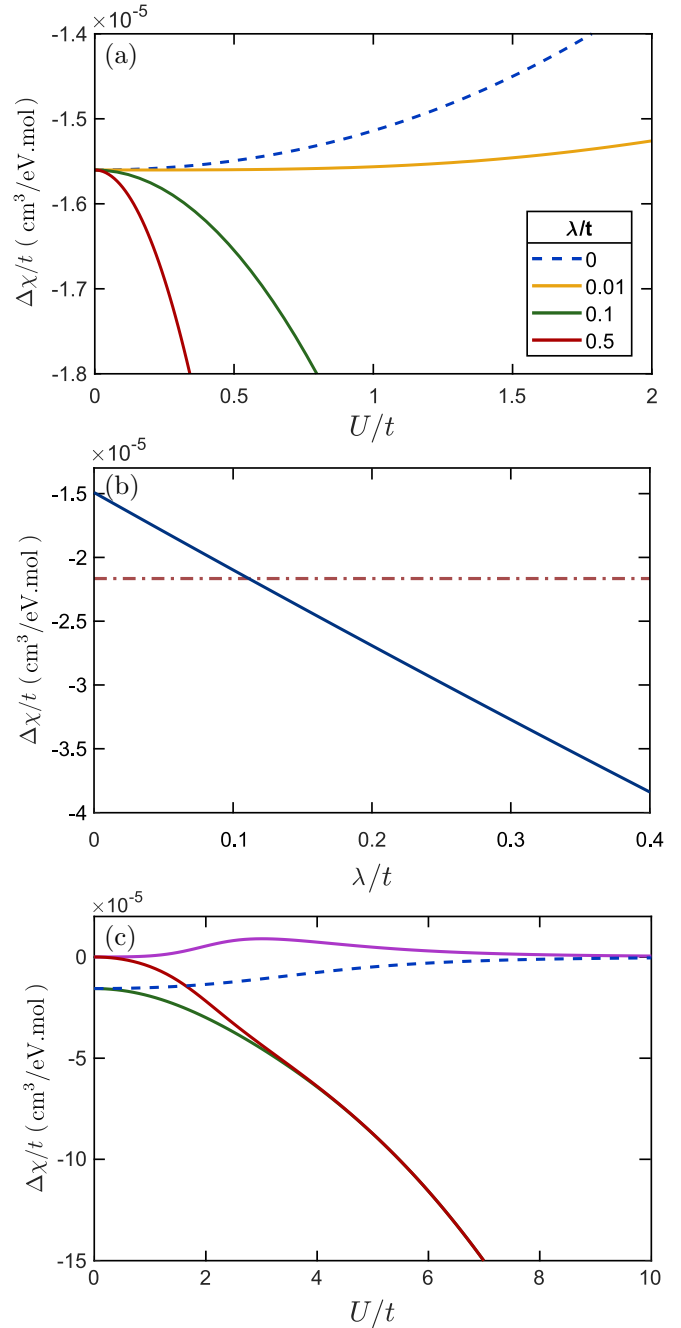 ×10⁻⁵
(a)
-1.4
-1.5
-1.6
-1.7
-1.8
Δχ/t ( cm³/eV.mol)
λ/t
0
0.01
0.1
0.5
0 0.5 1 1.5 2
U/t
×10⁻⁵
(b)
-1.5
-2
-2.5
-3
-3.5
-4
Δχ/t ( cm³/eV.mol)
0 0.1 0.2 0.3 0.4
λ/t
×10⁻⁵
(c)
0
-5
-10
-15
Δχ/t ( cm³/eV.mol)
0 2 4 6 8 10
U/t